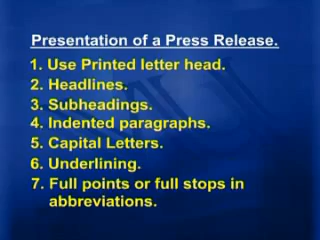 Presentation of a Press Release.
1. Use Printed letter head.
2. Headlines.
3. Subheadings.
4. Indented paragraphs.
5. Capital Letters.
6. Underlining.
7. Full points or full stops in
abbreviations.